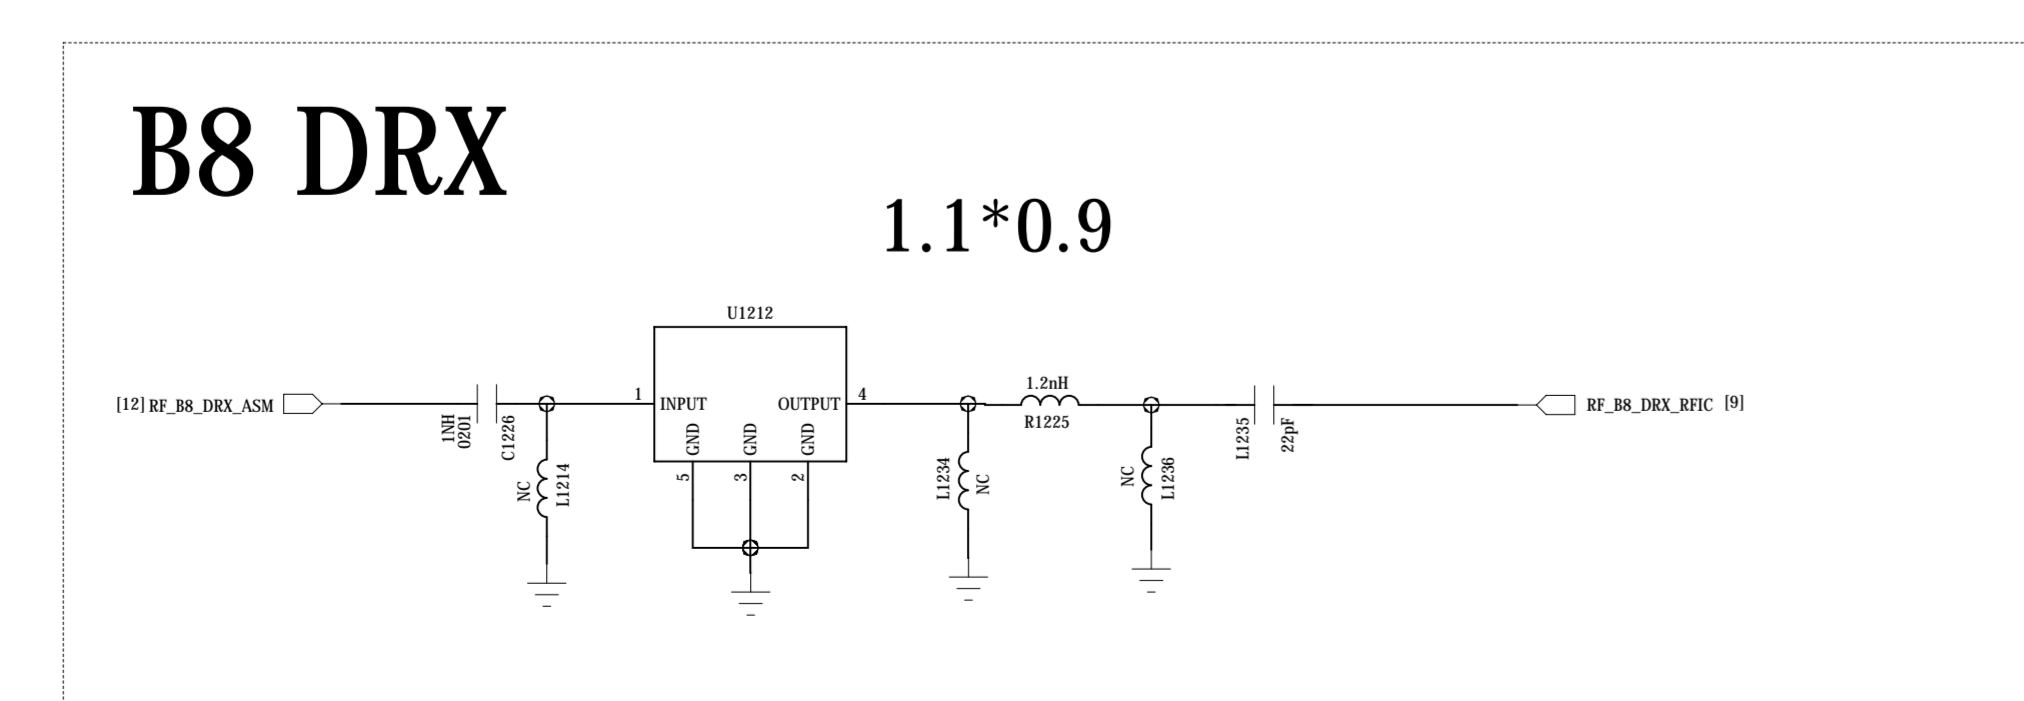 B8 DRX
1.1*0.9
U1212
[12] RF_B8_DRX_ASM
1NH
0201
C1226
NC
L1214
1
INPUT
OUTPUT
4
GND
GND
GND
5
3
2
L1234
NC
1.2nH
R1225
NC
L1236
L1235
22pF
RF_B8_DRX_RFIC [9]